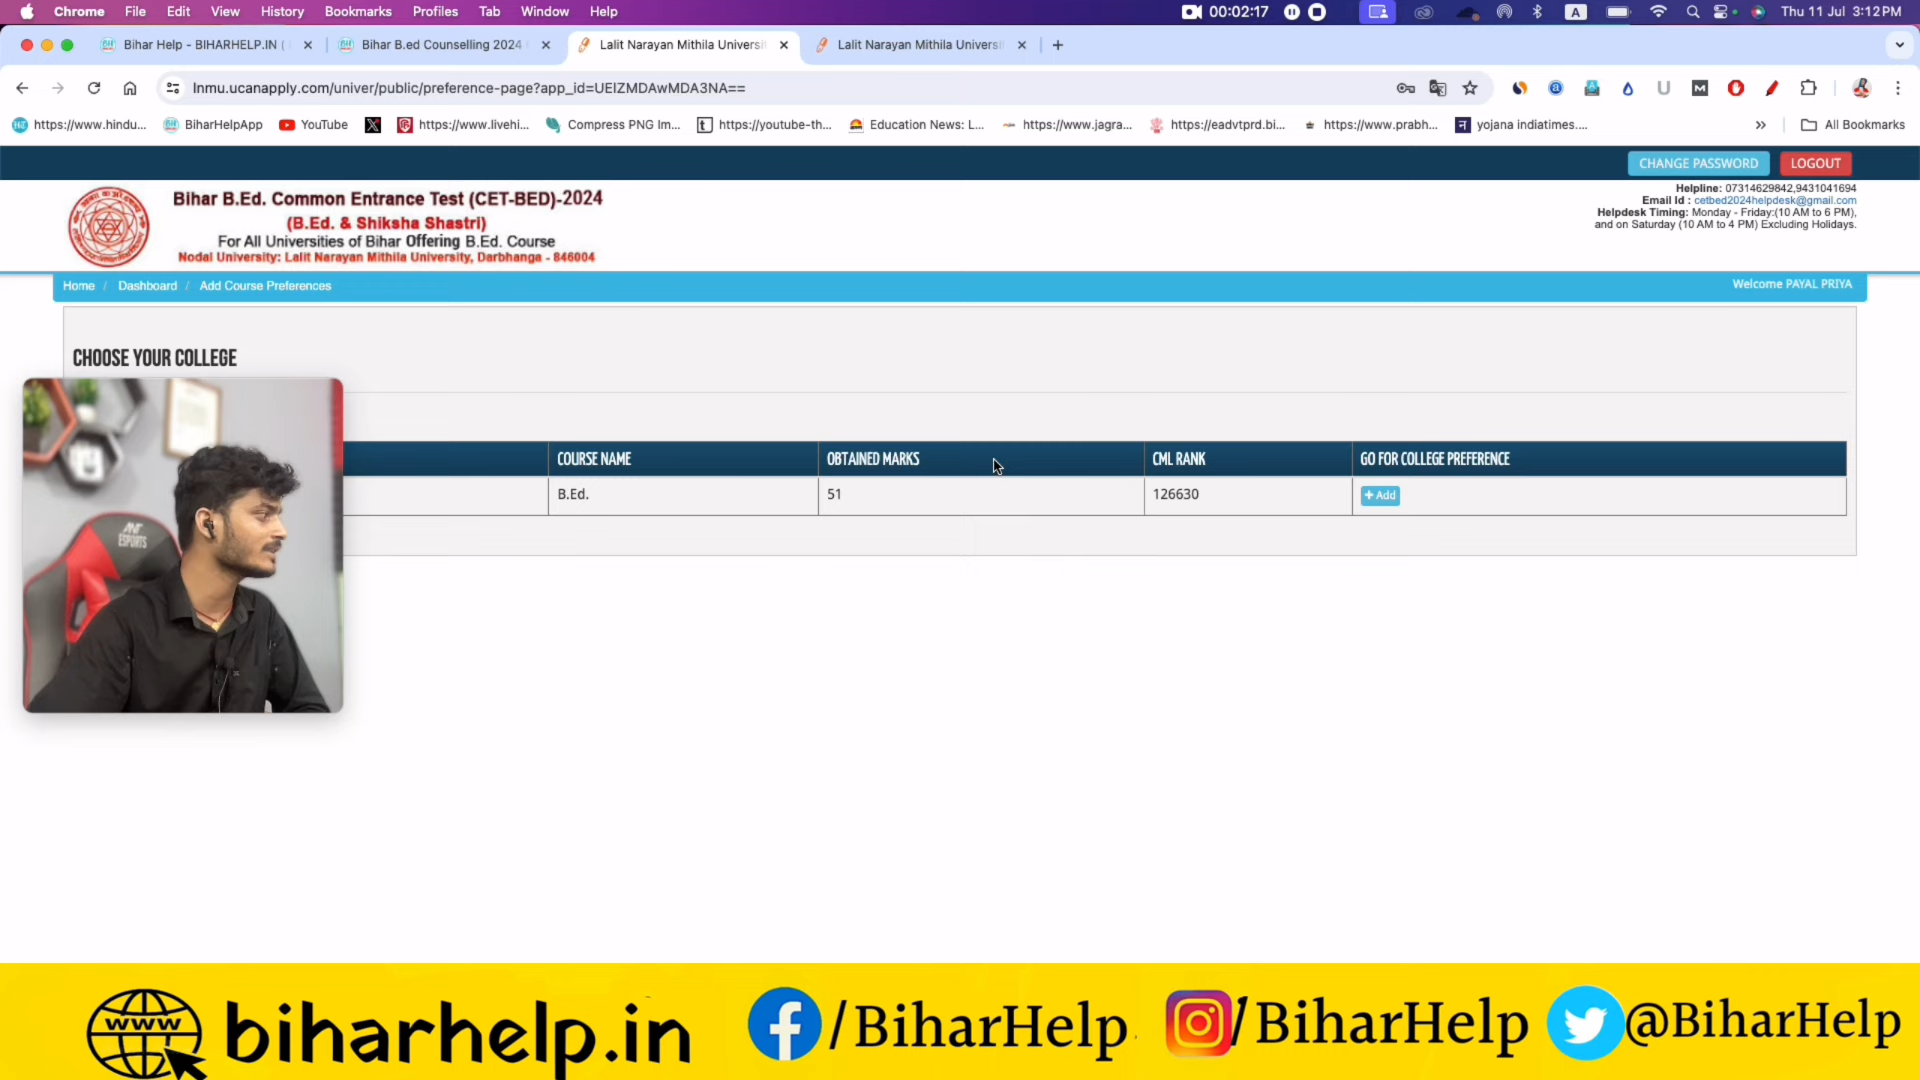 Chrome File Edit View History Bookmarks Profiles Tab Window Help 00:02:17 A Thu 11 Jul 3:12 PM
Bihar Help - BIHARHELP.IN ( Bihar B.ed Counselling 2024 Lalit Narayan Mithila Universi Lalit Narayan Mithila Universi
lnmu.ucanapply.com/univer/public/preference-page?app_id=UElZMDAwMDA3NA==
https://www.hindu... BiharHelpApp YouTube https://www.livehi... Compress PNG Im... https://youtube-th... Education News: L... https://www.jagra... https://eadvtprd.bi... https://www.prabh... yojana indiatimes.... All Bookmarks
CHANGE PASSWORD LOGOUT
Bihar B.Ed. Common Entrance Test (CET-BED)-2024
(B.Ed. & Shiksha Shastri)
For All Universities of Bihar Offering B.Ed. Course
Nodal University: Lalit Narayan Mithila University, Darbhanga - 846004
Helpline: 07314629842,9431041694
Email Id : cetbed2024helpdesk@gmail.com
Helpdesk Timing: Monday - Friday:(10 AM to 6 PM),
and on Saturday (10 AM to 4 PM) Excluding Holidays.
Home / Dashboard / Add Course Preferences Welcome PAYAL PRIYA
CHOOSE YOUR COLLEGE
COURSE NAME OBTAINED MARKS CML RANK GO FOR COLLEGE PREFERENCE
B.Ed. 51 126630 + Add
ANT
ESPORTS
www biharhelp.in /BiharHelp /BiharHelp @BiharHelp